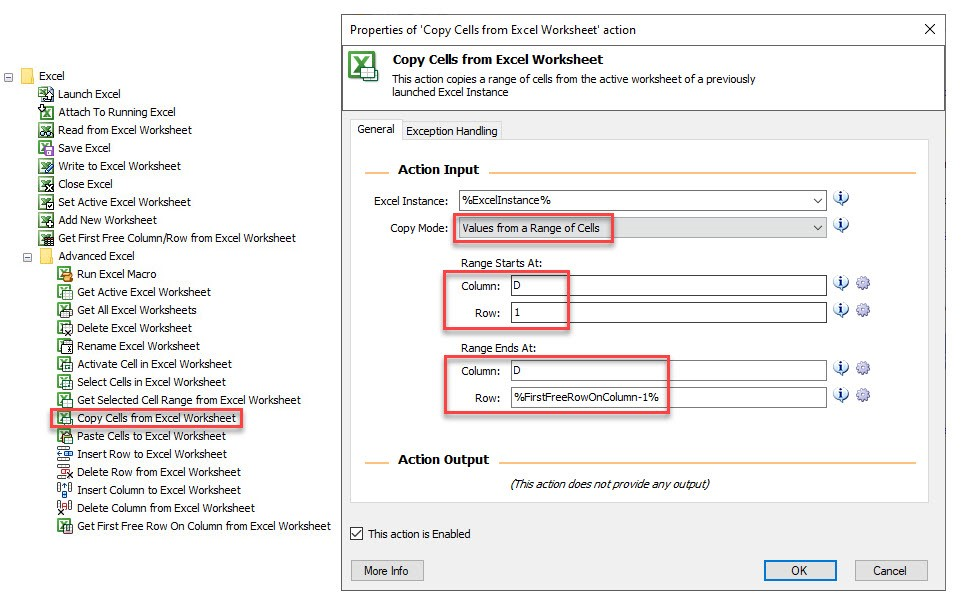 Excel
Launch Excel
Attach To Running Excel
Read from Excel Worksheet
Save Excel
Write to Excel Worksheet
Close Excel
Set Active Excel Worksheet
Add New Worksheet
Get First Free Column/Row from Excel Worksheet
Advanced Excel
Run Excel Macro
Get Active Excel Worksheet
Get All Excel Worksheets
Delete Excel Worksheet
Rename Excel Worksheet
Activate Cell in Excel Worksheet
Select Cells in Excel Worksheet
Get Selected Cell Range from Excel Worksheet
Copy Cells from Excel Worksheet
Paste Cells to Excel Worksheet
Insert Row to Excel Worksheet
Delete Row from Excel Worksheet
Insert Column to Excel Worksheet
Delete Column from Excel Worksheet
Get First Free Row On Column from Excel Worksheet
Properties of 'Copy Cells from Excel Worksheet' action
Copy Cells from Excel Worksheet
This action copies a range of cells from the active worksheet of a previously
launched Excel Instance
General Exception Handling
Action Input
Excel Instance: %ExcelInstance%
Copy Mode: Values from a Range of Cells
Range Starts At:
Column: D
Row: 1
Range Ends At:
Column: D
Row: %FirstFreeRowOnColumn-1%
Action Output
(This action does not provide any output)
This action is Enabled
More Info OK Cancel